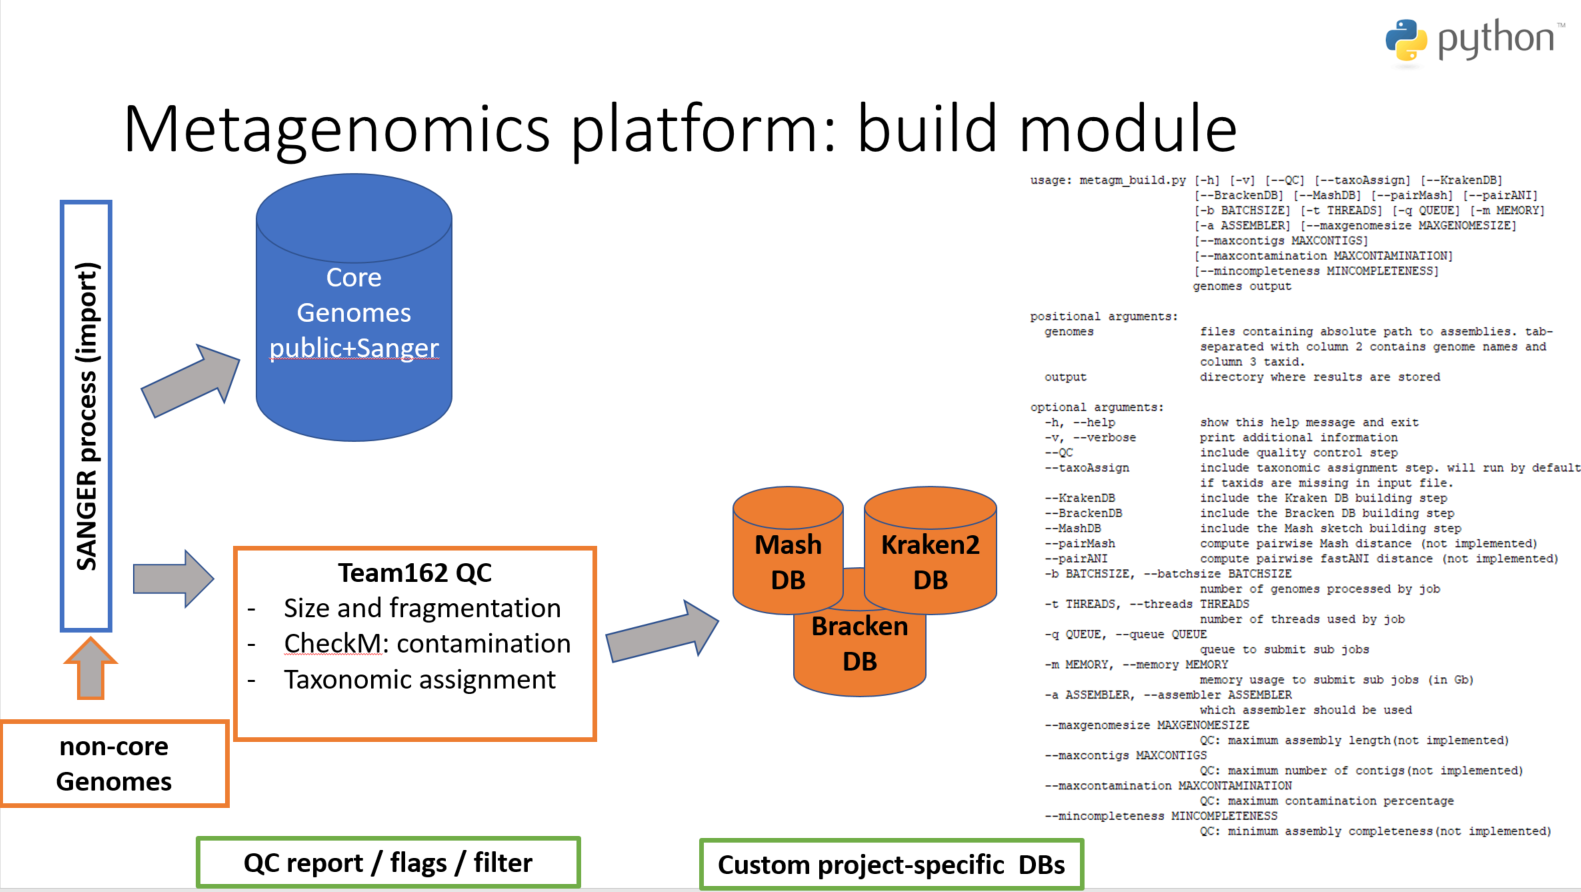 python™
Metagenomics platform: build module
SANGER process (import)
Core
Genomes
public+Sanger
Team162 QC
- Size and fragmentation
- CheckM: contamination
- Taxonomic assignment
non-core
Genomes
Mash
DB
Kraken2
DB
Bracken
DB
QC report / flags / filter
Custom project-specific DBs
usage: metagm_build.py [-h] [-v] [--QC] [--taxoAssign] [--KrakenDB]
[--BrackenDB] [--MashDB] [--pairMash] [--pairANI]
[-b BATCHSIZE] [-t THREADS] [-q QUEUE] [-m MEMORY]
[-a ASSEMBLER] [--maxgenomesize MAXGENOMESIZE]
[--maxcontigs MAXCONTIGS]
[--maxcontamination MAXCONTAMINATION]
[--mincompleteness MINCOMPLETENESS]
genomes output
positional arguments:
genomes files containing absolute path to assemblies. tab-
separated with column 2 contains genome names and
column 3 taxid.
output directory where results are stored
optional arguments:
-h, --help show this help message and exit
-v, --verbose print additional information
--QC include quality control step
--taxoAssign include taxonomic assignment step. will run by default
if taxids are missing in input file.
--KrakenDB include the Kraken DB building step
--BrackenDB include the Bracken DB building step
--MashDB include the Mash sketch building step
--pairMash compute pairwise Mash distance (not implemented)
--pairANI compute pairwise fastANI distance (not implemented)
-b BATCHSIZE, --batchsize BATCHSIZE
number of genomes processed by job
-t THREADS, --threads THREADS
number of threads used by job
-q QUEUE, --queue QUEUE
queue to submit sub jobs
-m MEMORY, --memory MEMORY
memory usage to submit sub jobs (in Gb)
-a ASSEMBLER, --assembler ASSEMBLER
which assembler should be used
--maxgenomesize MAXGENOMESIZE
QC: maximum assembly length(not implemented)
--maxcontigs MAXCONTIGS
QC: maximum number of contigs(not implemented)
--maxcontamination MAXCONTAMINATION
QC: maximum contamination percentage
--mincompleteness MINCOMPLETENESS
QC: minimum assembly completeness(not implemented)